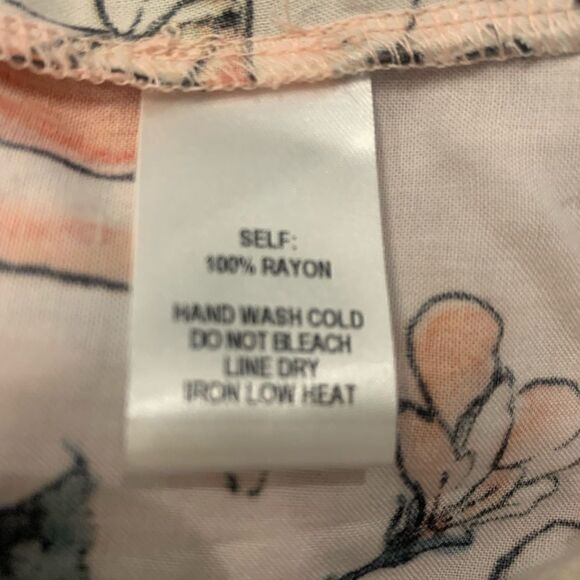 SELF:
100% RAYON
HAND WASH COLD
DO NOT BLEACH
LINE DRY
IRON LOW HEAT